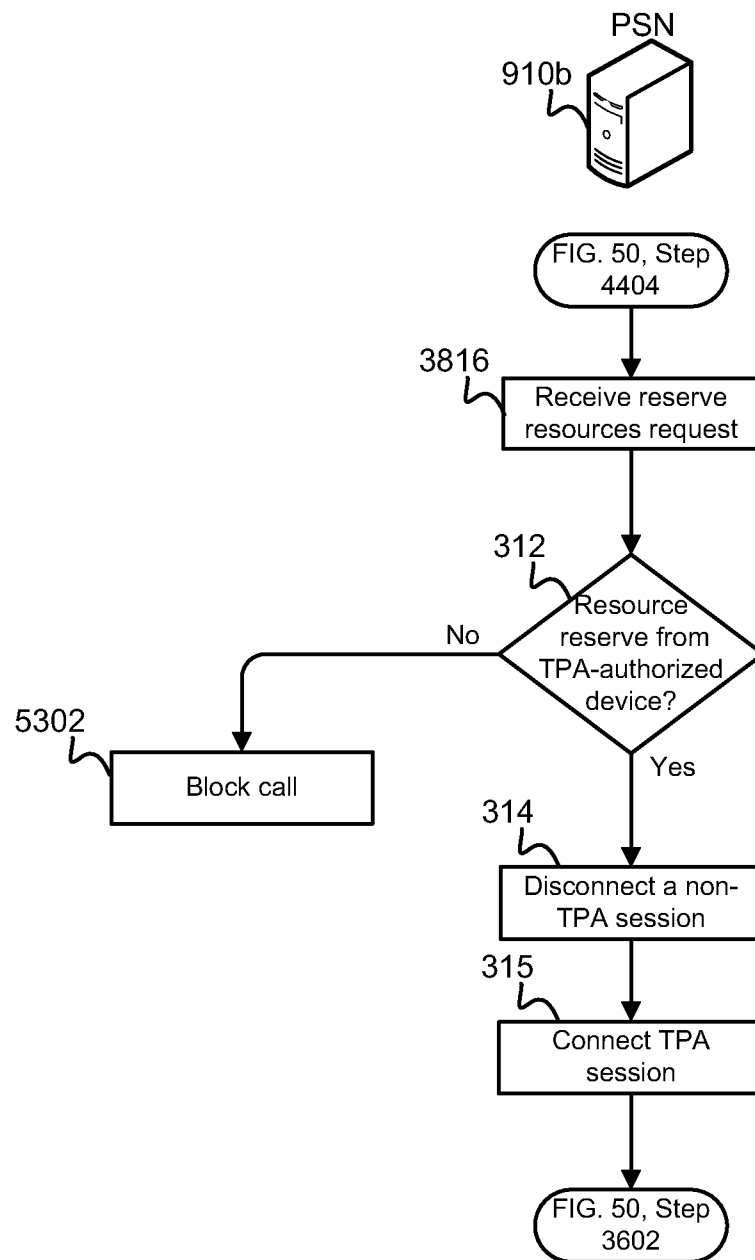 PSN
910b
FIG. 50, Step
4404
3816
Receive reserve
resources request
312
Resource
reserve from
TPA-authorized
device?
No
Yes
5302
Block call
314
Disconnect a non-
TPA session
315
Connect TPA
session
FIG. 50, Step
3602